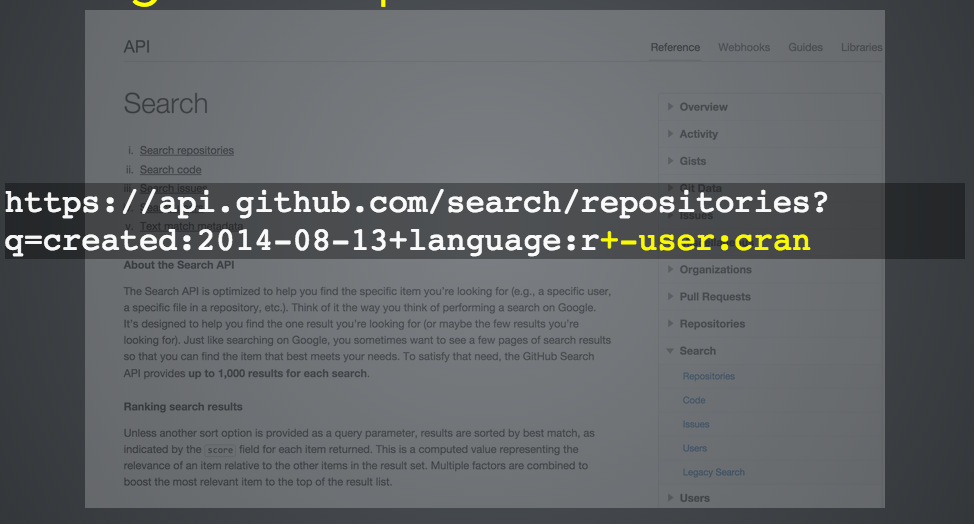 API
Reference Webhooks Guides Libraries
Search
i. Search repositories
ii. Search code
iii. Search issues
https://api.github.com/search/repositories?
q=created:2014-08-13+language:r+-user:cran
v. Text match metadata
About the Search API
The Search API is optimized to help you find the specific item you're looking for (e.g., a specific user,
a specific file in a repository, etc.). Think of it the way you think of performing a search on Google.
It's designed to help you find the one result you're looking for (or maybe the few results you're
looking for). Just like searching on Google, you sometimes want to see a few pages of search results
so that you can find the item that best meets your needs. To satisfy that need, the GitHub Search
API provides up to 1,000 results for each search.
Ranking search results
Unless another sort option is provided as a query parameter, results are sorted by best match, as
indicated by the score field for each item returned. This is a computed value representing the
relevance of an item relative to the other items in the result set. Multiple factors are combined to
boost the most relevant item to the top of the result list.
Overview
Activity
Gists
Git Data
Issues
Organizations
Pull Requests
Repositories
Search
Repositories
Code
Issues
Users
Legacy Search
Users